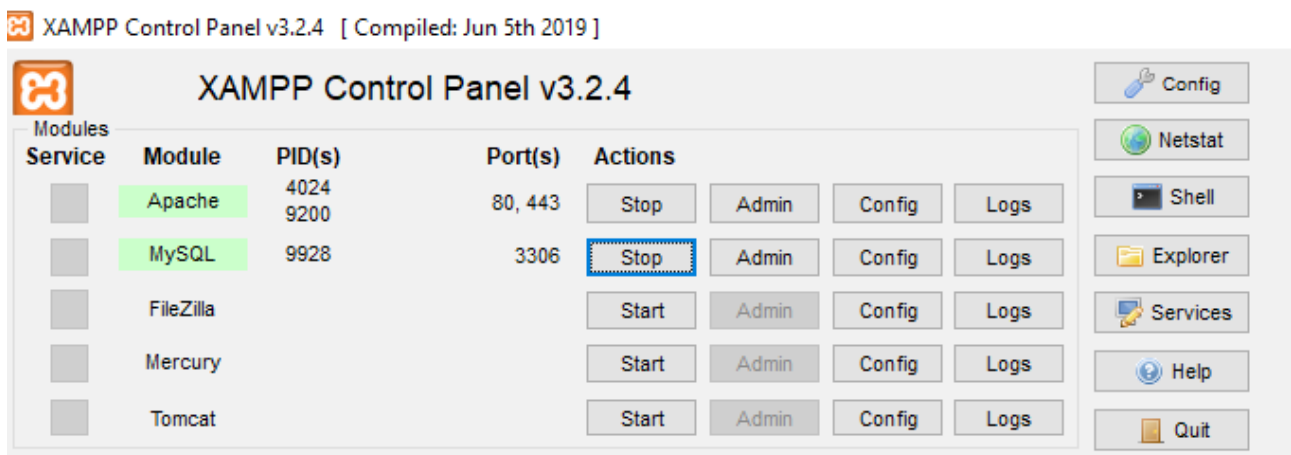 XAMPP Control Panel v3.2.4 [ Compiled: Jun 5th 2019 ]
XAMPP Control Panel v3.2.4
Config
Modules
Netstat
Service Module PID(s) Port(s) Actions
Apache 4024 9200 80, 443 Stop Admin Config Logs
Shell
MySQL 9928 3306 Stop Admin Config Logs
Explorer
FileZilla Start Admin Config Logs
Services
Mercury Start Admin Config Logs
Help
Tomcat Start Admin Config Logs
Quit